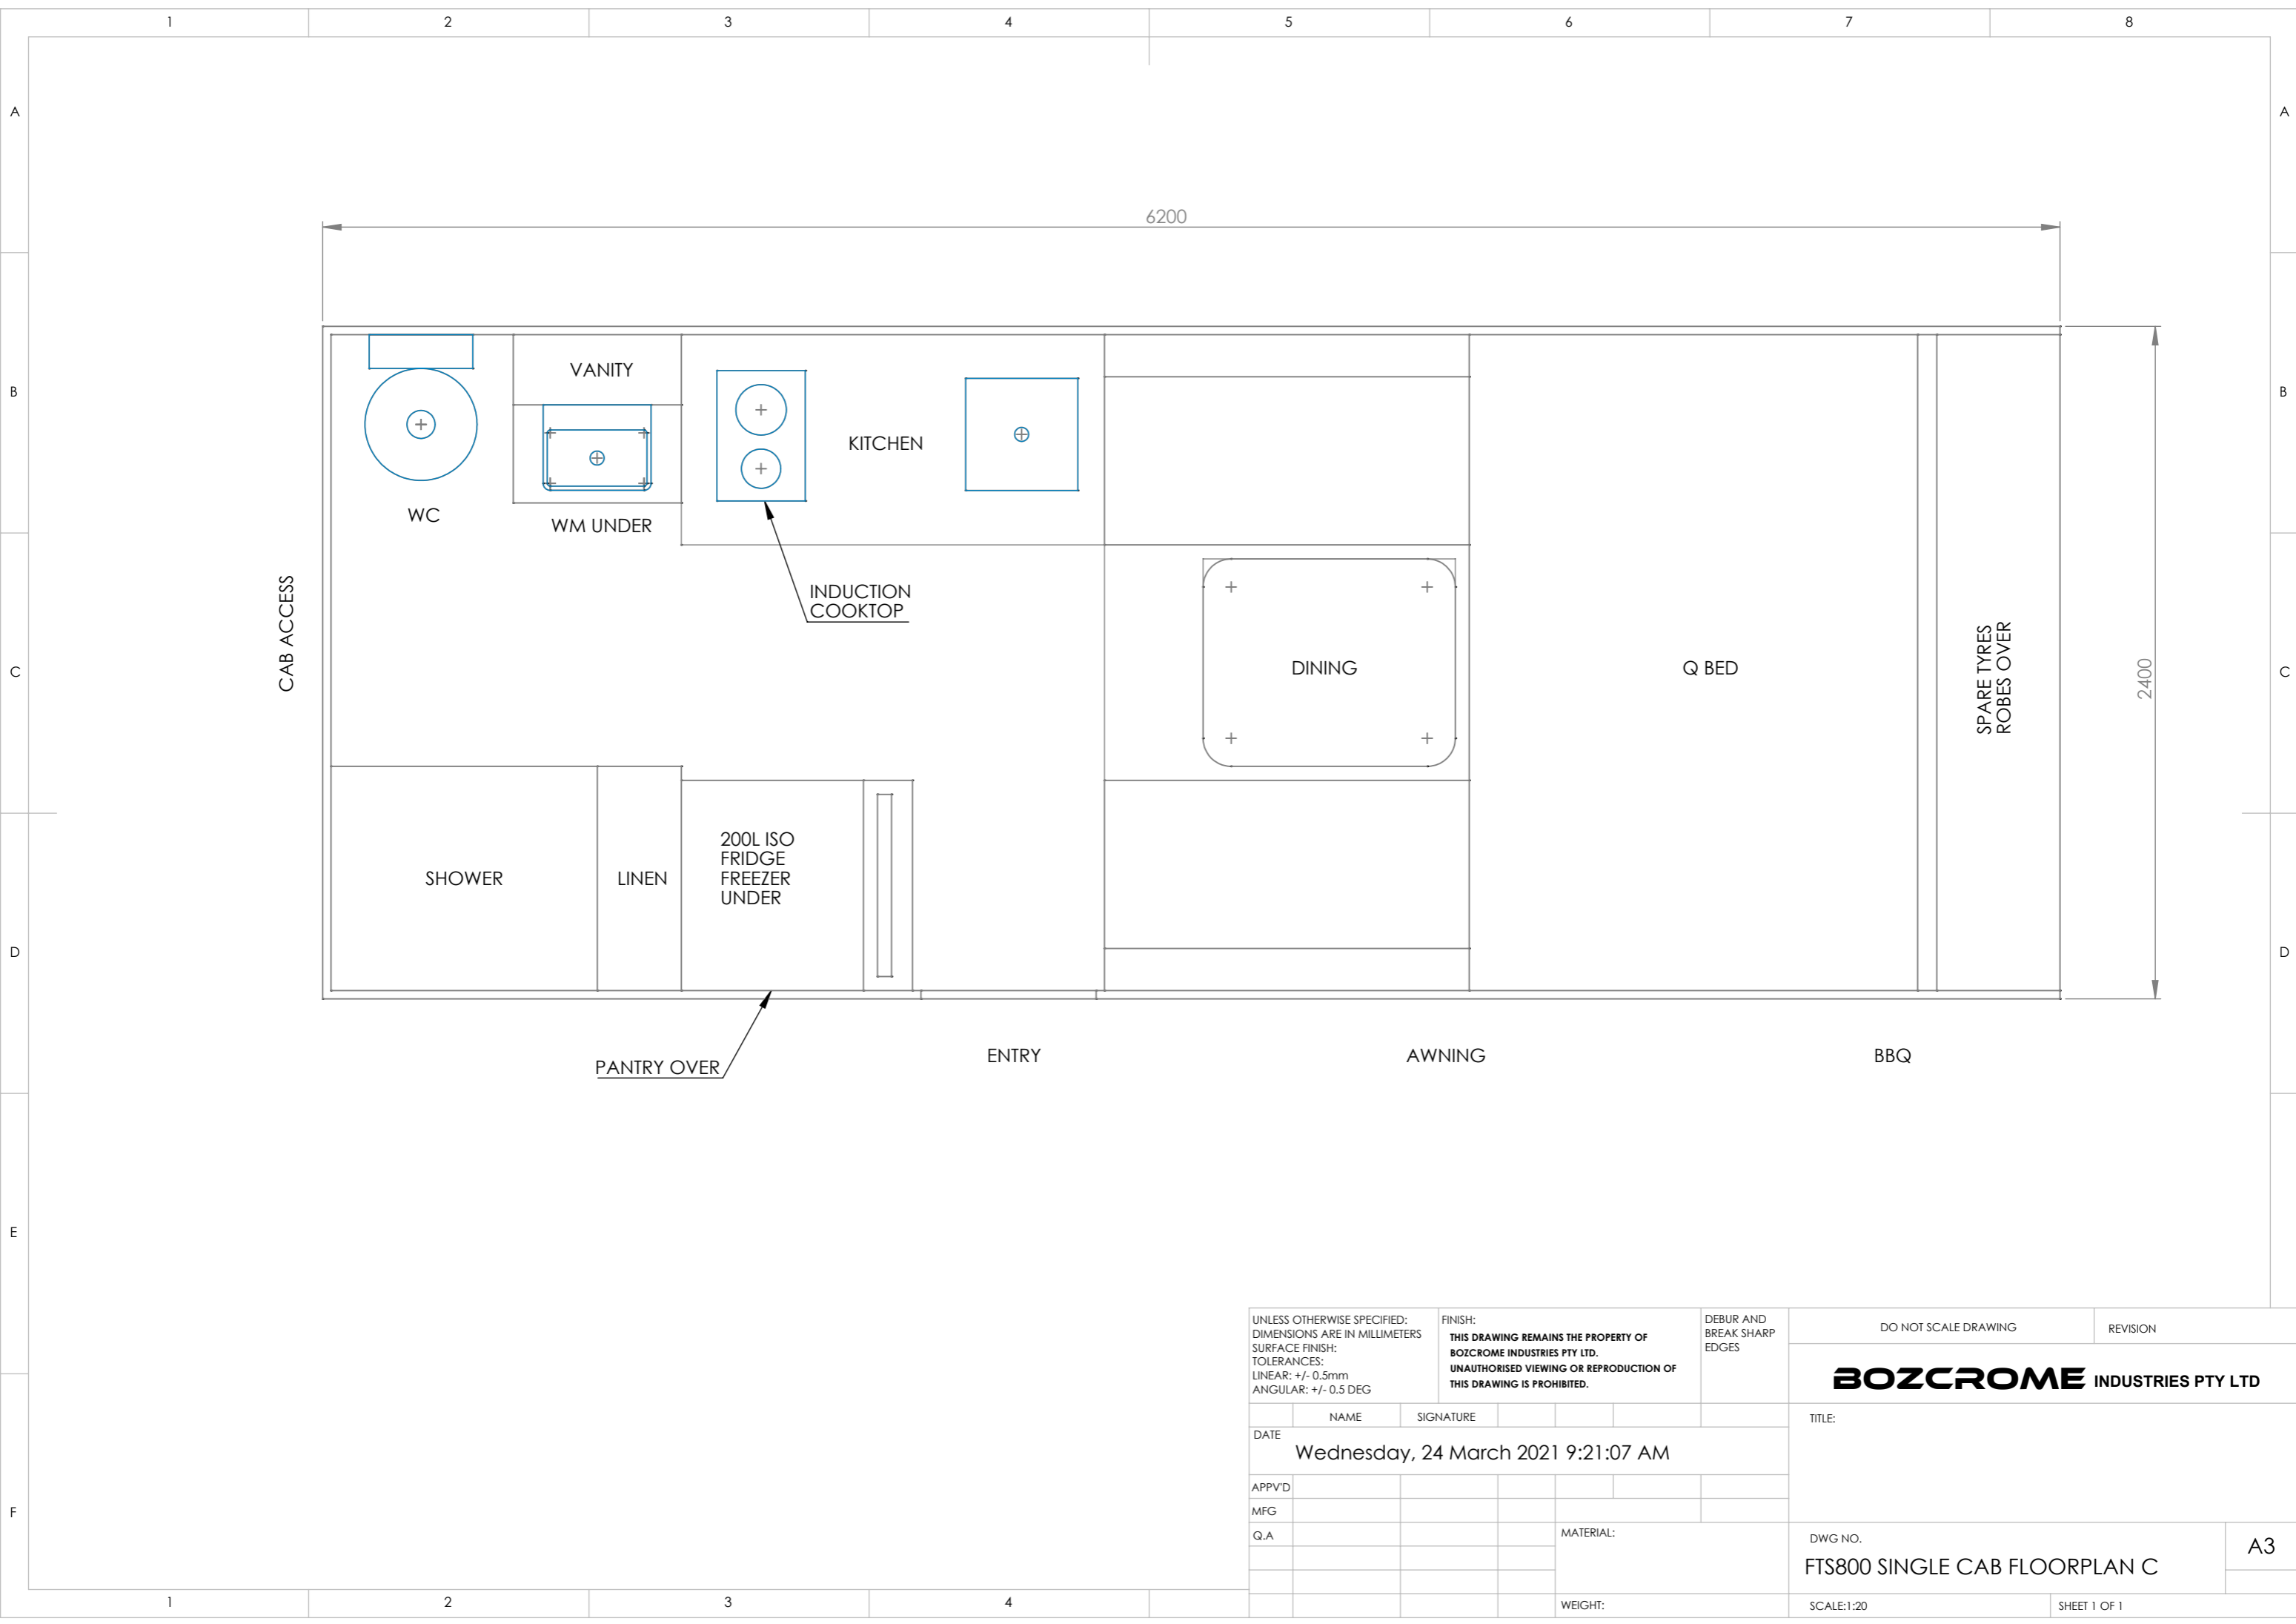 1 2 3 4 5 6 7 8
A A
6200
B B
VANITY
KITCHEN
WC
WM UNDER
INDUCTION
COOKTOP
CAB ACCESS
C C
DINING
Q BED
SPARE TYRES
ROBES OVER
2400
200L ISO
FRIDGE
FREEZER
UNDER
SHOWER
LINEN
D D
PANTRY OVER
ENTRY
AWNING
BBQ
E
F
UNLESS OTHERWISE SPECIFIED:
DIMENSIONS ARE IN MILLIMETERS
SURFACE FINISH:
TOLERANCES:
LINEAR: +/- 0.5mm
ANGULAR: +/- 0.5 DEG
FINISH:
THIS DRAWING REMAINS THE PROPERTY OF
BOZCROME INDUSTRIES PTY LTD.
UNAUTHORISED VIEWING OR REPRODUCTION OF
THIS DRAWING IS PROHIBITED.
DEBUR AND
BREAK SHARP
EDGES
DO NOT SCALE DRAWING
REVISION
BOZCROME INDUSTRIES PTY LTD
NAME SIGNATURE
TITLE:
DATE
Wednesday, 24 March 2021 9:21:07 AM
APPV'D
MFG
Q.A
MATERIAL:
DWG NO.
FTS800 SINGLE CAB FLOORPLAN C
A3
WEIGHT:
SCALE:1:20
SHEET 1 OF 1
1 2 3 4